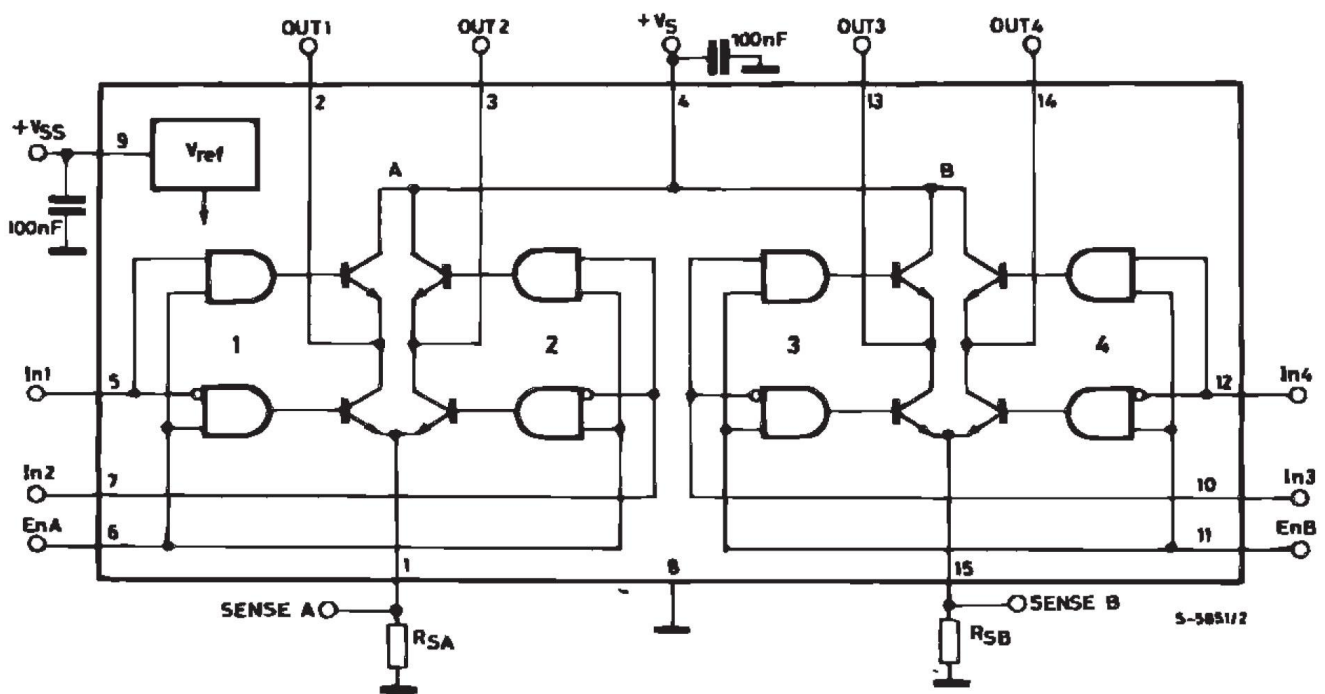 OUT1 OUT2 +VS 100nF OUT3 OUT4
2 3 4 13 14
+VSS 9 Vref
100nF
A B
1 2 3 4
In1 5 12 In4
In2 7 10 In3
EnA 6 11 EnB
1 8 15
SENSE A SENSE B
RSA RSB
S-5851/2